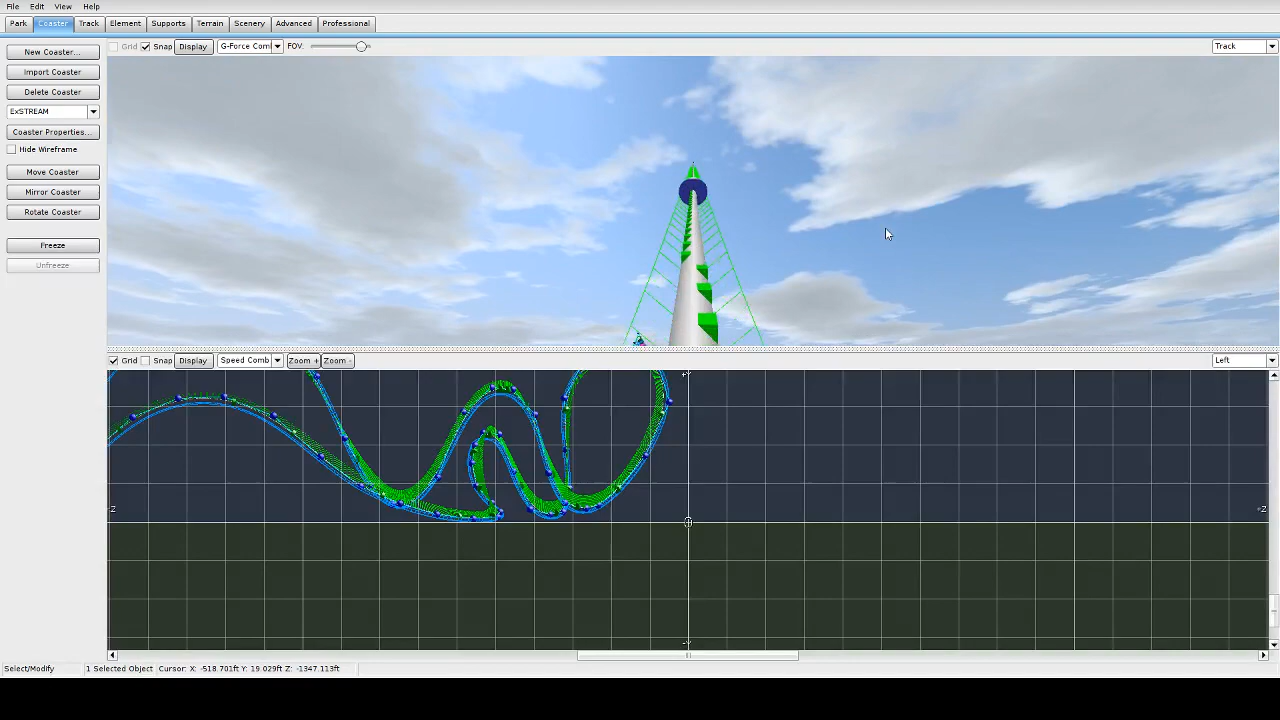 File Edit View Help
Park Coaster Track Element Supports Terrain Scenery Advanced Professional
New Coaster...
Import Coaster
Delete Coaster
ExSTREAM
Coaster Properties...
Hide Wireframe
Move Coaster
Mirror Coaster
Rotate Coaster
Freeze
Unfreeze
Grid Snap Display G-Force Com FOV: Track
Grid Snap Display Speed Comb Zoom + Zoom - Left
+Y
-Z +Z
-Y
Select/Modify 1 Selected Object Cursor: X: -518.701ft Y: 19.029ft Z: -1347.113ft